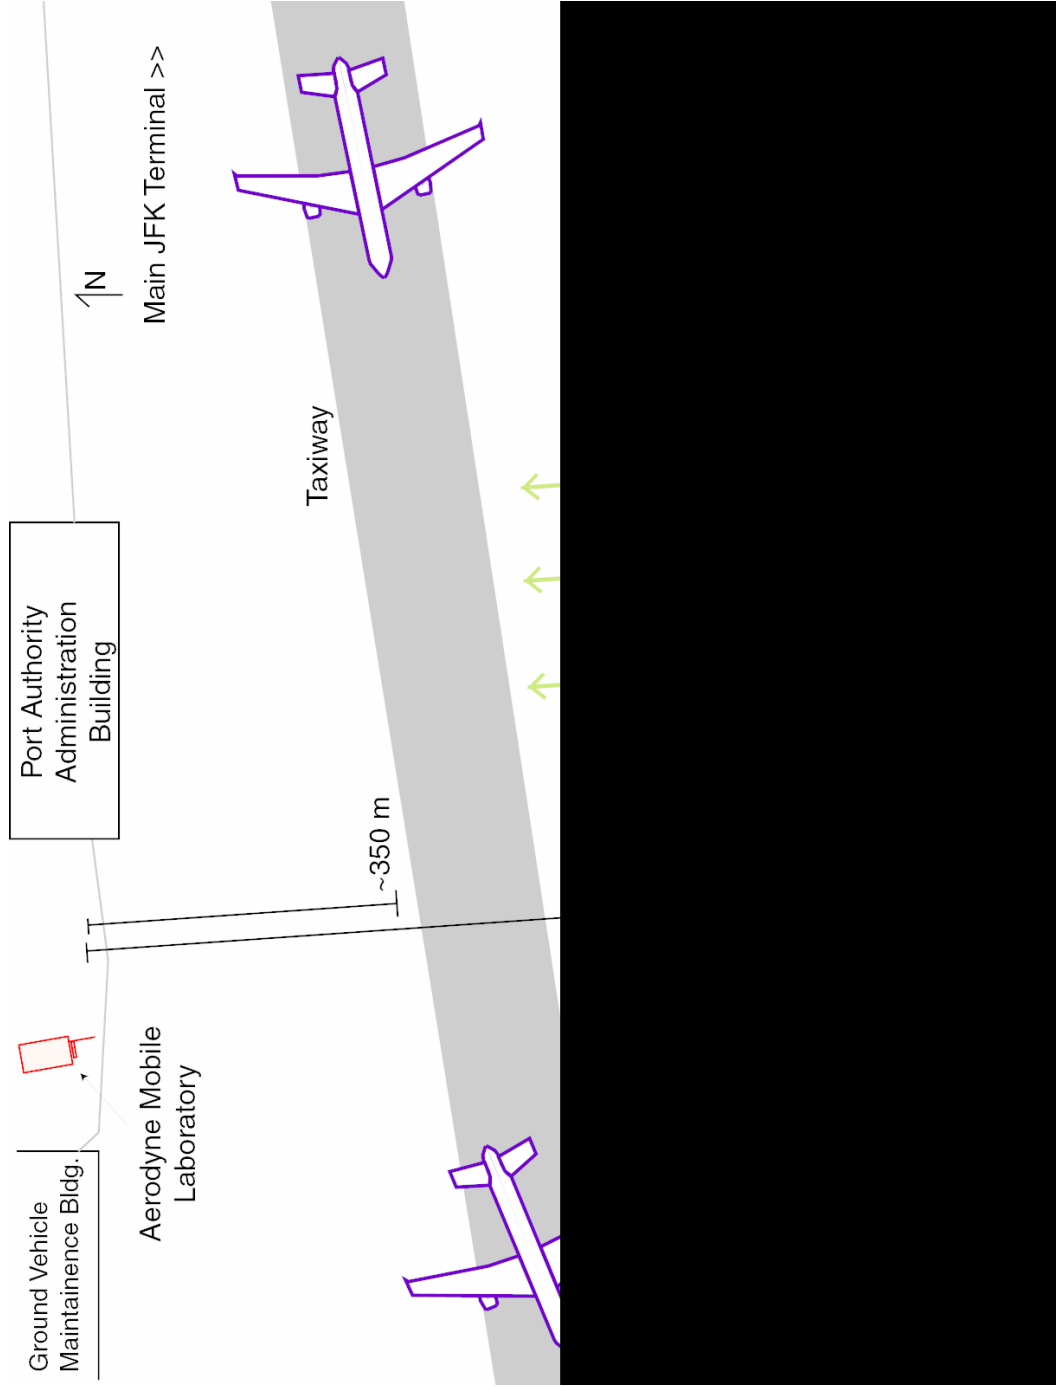 N
Main JFK Terminal >>
Taxiway
Port Authority
Administration
Building
~350 m
Aerodyne Mobile
Laboratory
Ground Vehicle
Maintainence Bldg.